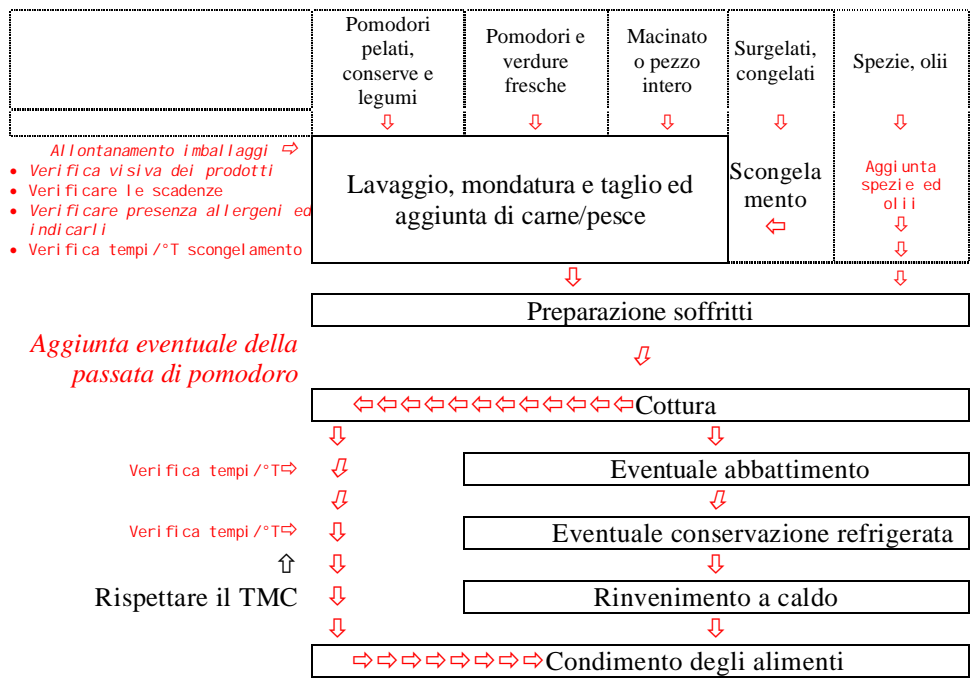 Pomodori
pelati,
conserve e
legumi
Pomodori e
verdure
fresche
Macinato
o pezzo
intero
Surgelati,
congelati
Spezie, olii
⇩ ⇩ ⇩ ⇩ ⇩
Allontanamento imballaggi ⇨
• Verifica visiva dei prodotti
• Verificare le scadenze
• Verificare presenza allergeni ed
indicarli
• Verifica tempi/°T scongelamento
Lavaggio, mondatura e taglio ed
aggiunta di carne/pesce
Scongela
mento
⇦
Aggiunta
spezie ed
olii
⇩
⇩
⇩ ⇩
Preparazione soffritti
Aggiunta eventuale della
passata di pomodoro
⇩
⇦⇦⇦⇦⇦⇦⇦⇦⇦⇦⇦⇦Cottura
⇩ ⇩
Verifica tempi/°T⇨ ⇩ Eventuale abbattimento
⇩ ⇩
Verifica tempi/°T⇨ ⇩ Eventuale conservazione refrigerata
⇧ ⇩ ⇩
Rispettare il TMC ⇩ Rinvenimento a caldo
⇩ ⇩
⇨⇨⇨⇨⇨⇨⇨⇨Condimento degli alimenti